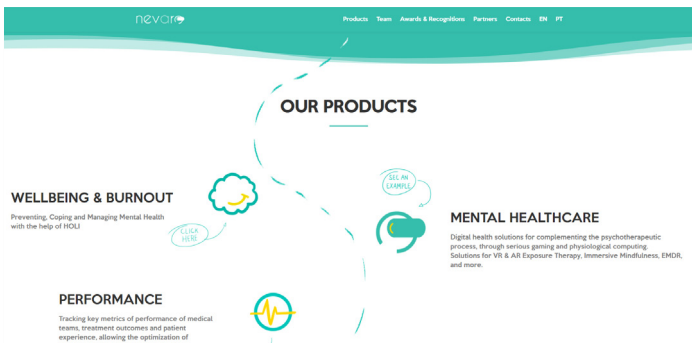 nevaro
Products Team Awards & Recognitions Partners Contacts EN PT
OUR PRODUCTS
SEE AN
EXAMPLE
WELLBEING & BURNOUT
Preventing, Coping and Managing Mental Health
with the help of HOLI
CLICK
HERE
MENTAL HEALTHCARE
Digital health solutions for complementing the psychotherapeutic
process, through serious gaming and physiological computing.
Solutions for VR & AR Exposure Therapy, Immersive Mindfulness, EMDR,
and more.
PERFORMANCE
Tracking key metrics of performance of medical
teams, treatment outcomes and patient
experience, allowing the optimization of